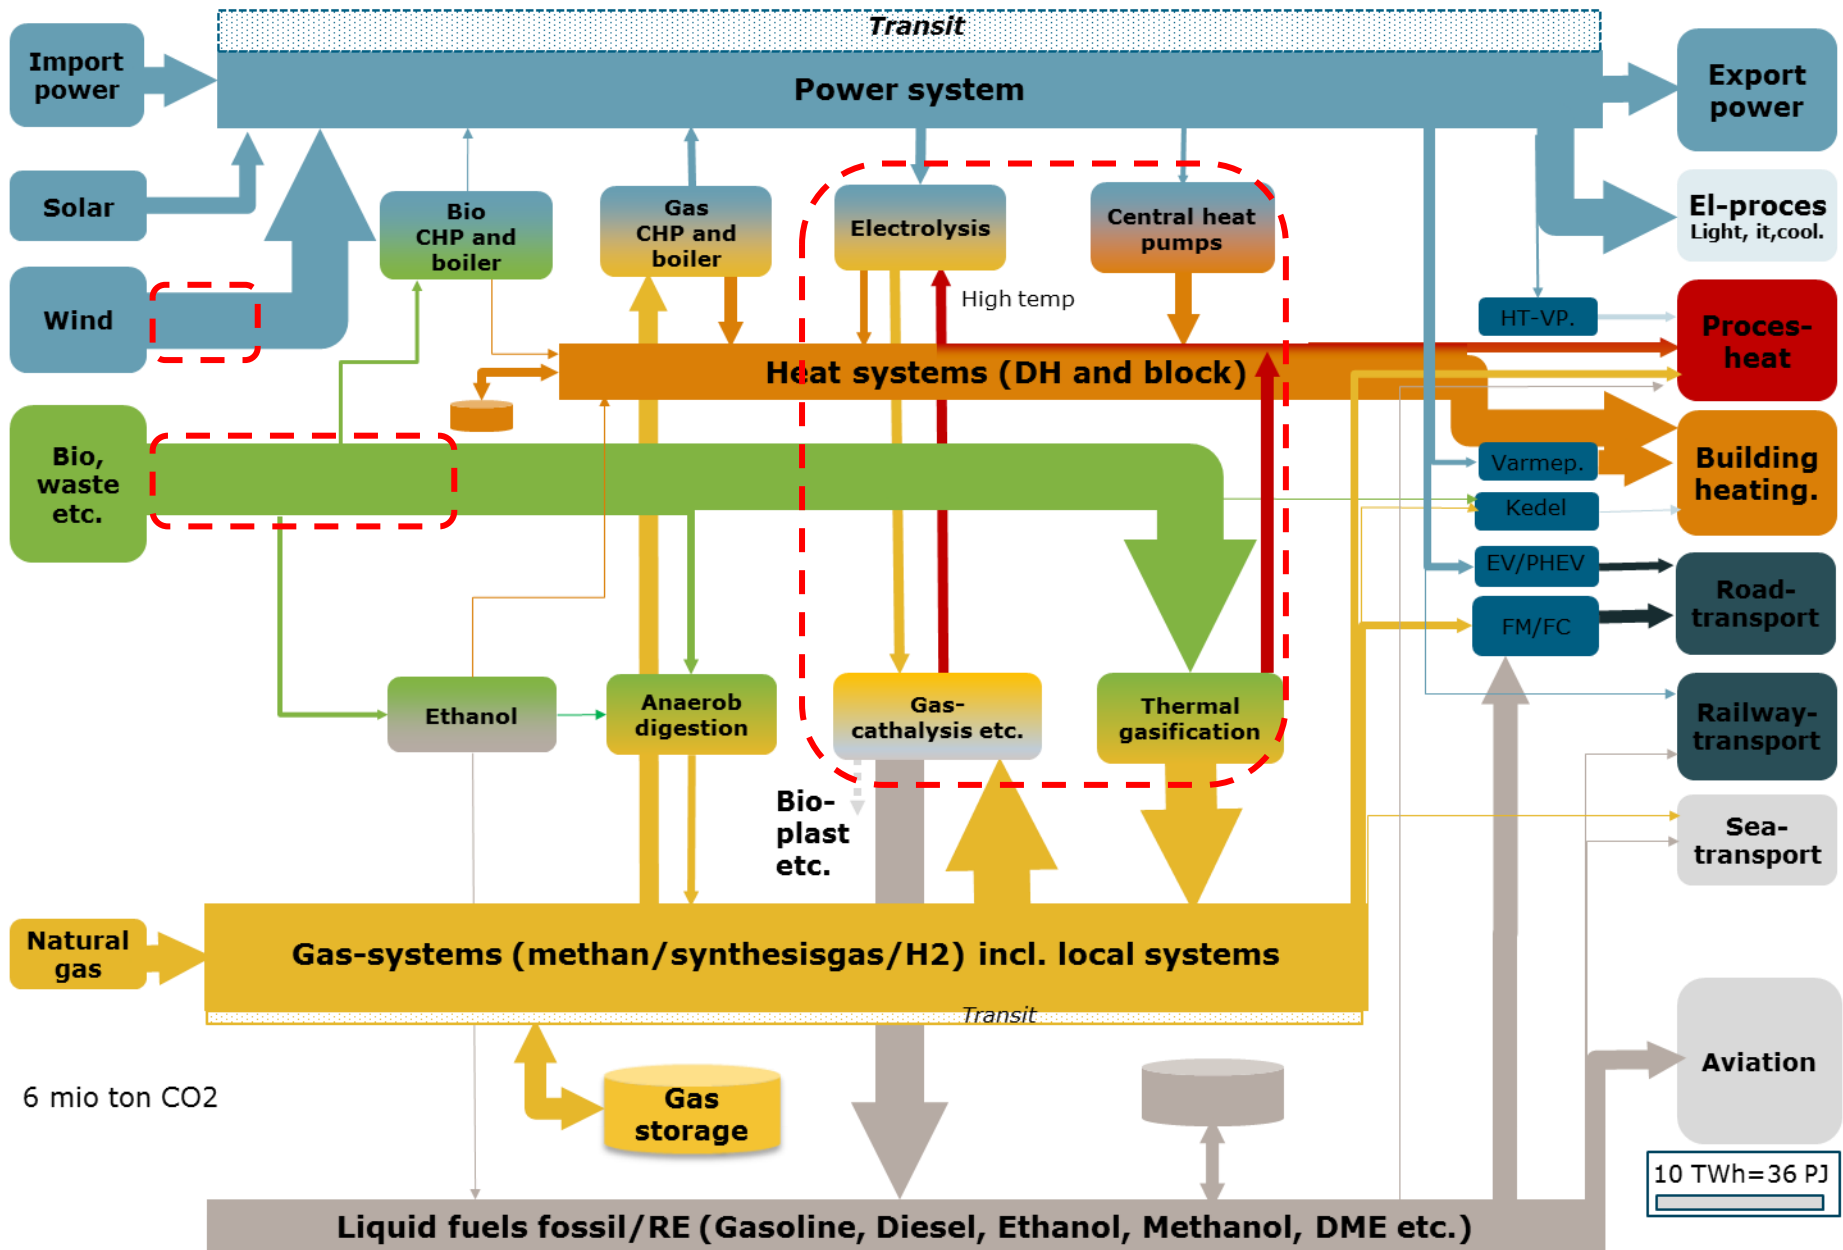 Transit
Import
power
Power system
Export
power
Solar
Bio
CHP and
boiler
Gas
CHP and
boiler
Electrolysis
Central heat
pumps
El-proces
Light, it,cool.
Wind
High temp
HT-VP.
Proces-
heat
Heat systems (DH and block)
Bio,
waste
etc.
Varmep.
Kedel
Building
heating.
EV/PHEV
FM/FC
Road-
transport
Ethanol
Anaerob
digestion
Gas-
cathalysis etc.
Thermal
gasification
Railway-
transport
Bio-
plast
etc.
Sea-
transport
Natural
gas
Gas-systems (methan/synthesisgas/H2) incl. local systems
Transit
6 mio ton CO2
Gas
storage
Aviation
10 TWh=36 PJ
Liquid fuels fossil/RE (Gasoline, Diesel, Ethanol, Methanol, DME etc.)